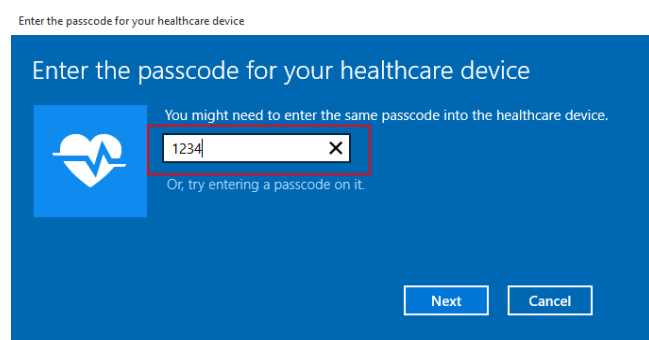 Enter the passcode for your healthcare device
Enter the passcode for your healthcare device
You might need to enter the same passcode into the healthcare device.
1234
Or, try entering a passcode on it.
Next Cancel